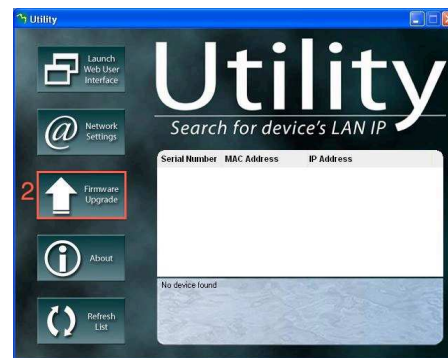 Utility
Launch
Web User
Interface
Network
Settings
2
Firmware
Upgrade
About
Refresh
List
Utility
Search for device's LAN IP
Serial Number MAC Address IP Address
No device found